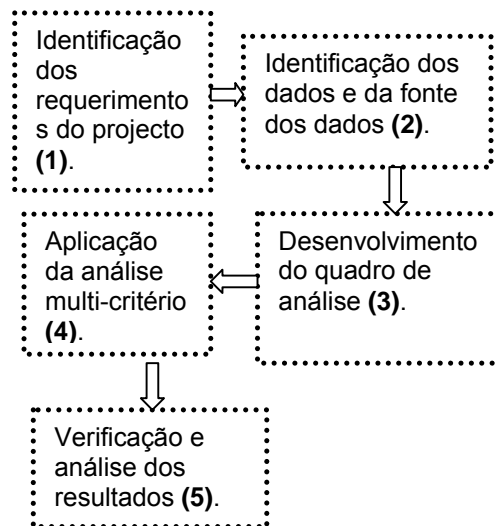 Identificação
dos
requerimento
s do projecto
(1).
Identificação dos
dados e da fonte
dos dados (2).
Desenvolvimento
do quadro de
análise (3).
Aplicação
da análise
multi-critério
(4).
Verificação e
análise dos
resultados (5).